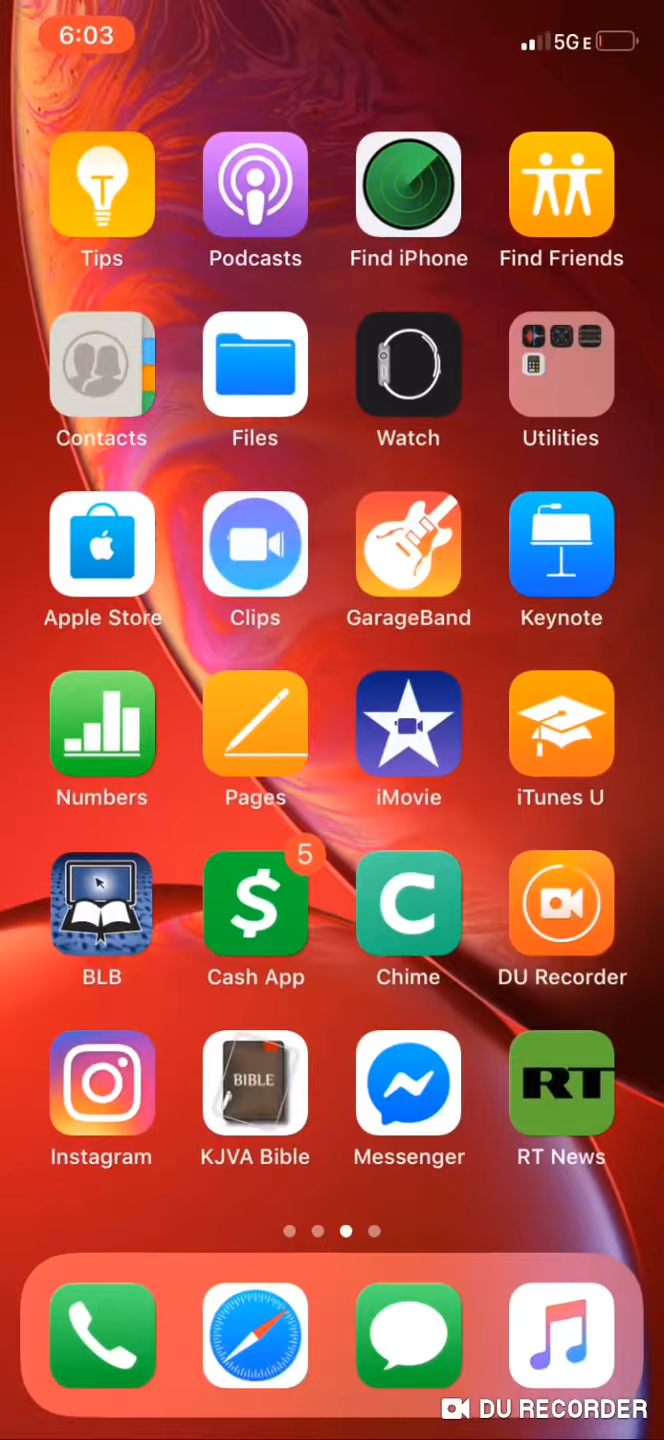 6:03 5GE
Tips Podcasts Find iPhone Find Friends
Contacts Files Watch Utilities
Apple Store Clips GarageBand Keynote
Numbers Pages iMovie iTunes U
5
BLB Cash App Chime DU Recorder
BIBLE RT
Instagram KJVA Bible Messenger RT News
DU RECORDER